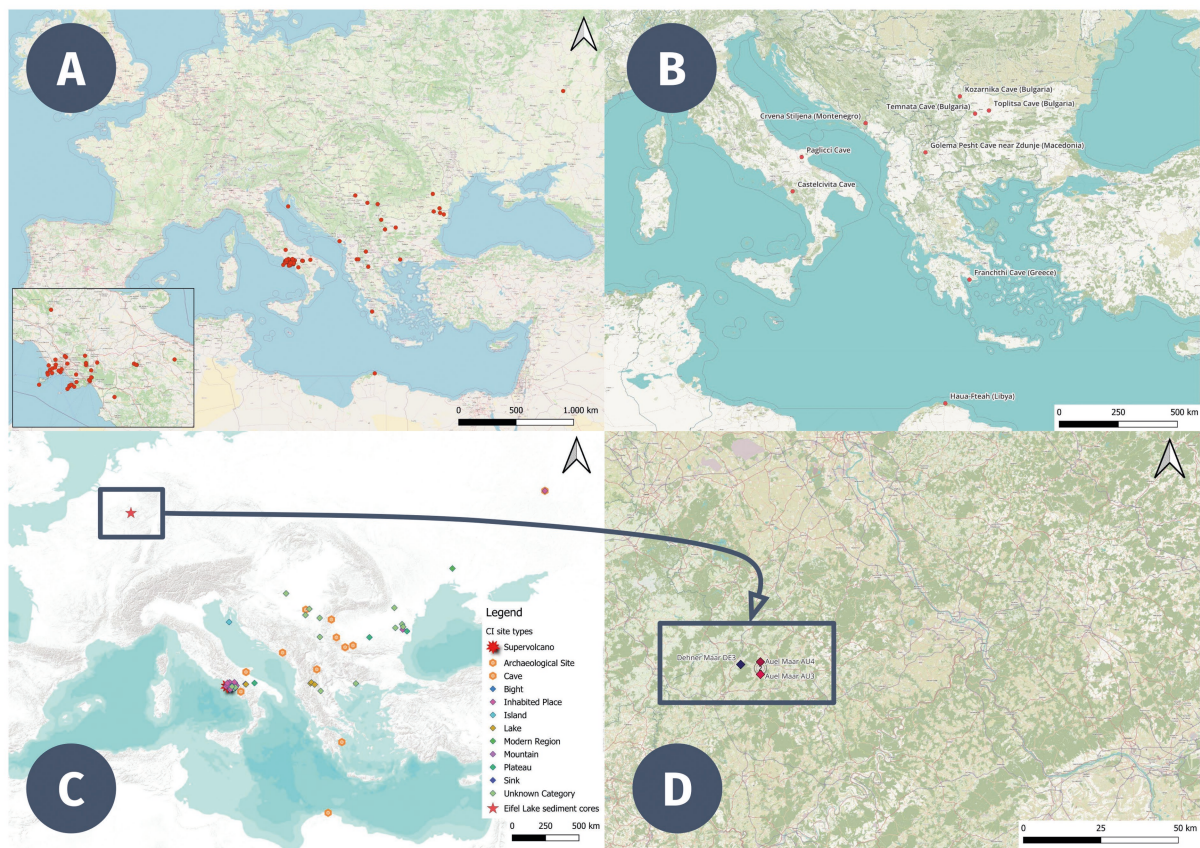 A
0 500 1.000 km
B
Kozarnika Cave (Bulgaria)
Temnata Cave (Bulgaria)
Toplitsa Cave (Bulgaria)
Crvena Stiljena (Montenegro)
Golema Pesht Cave near Zdunje (Macedonia)
Paglicci Cave
Castelcivita Cave
Franchthi Cave (Greece)
Haua-Fteah (Libya)
0 250 500 km
C
Legend
CI site types
Supervolcano
Archaeological Site
Cave
Bight
Inhabited Place
Island
Lake
Modern Region
Mountain
Plateau
Sink
Unknown Category
Eifel Lake sediment cores
0 250 500 km
D
Dehner Maar DE3
Auel Maar AU4
Auel Maar AU3
0 25 50 km